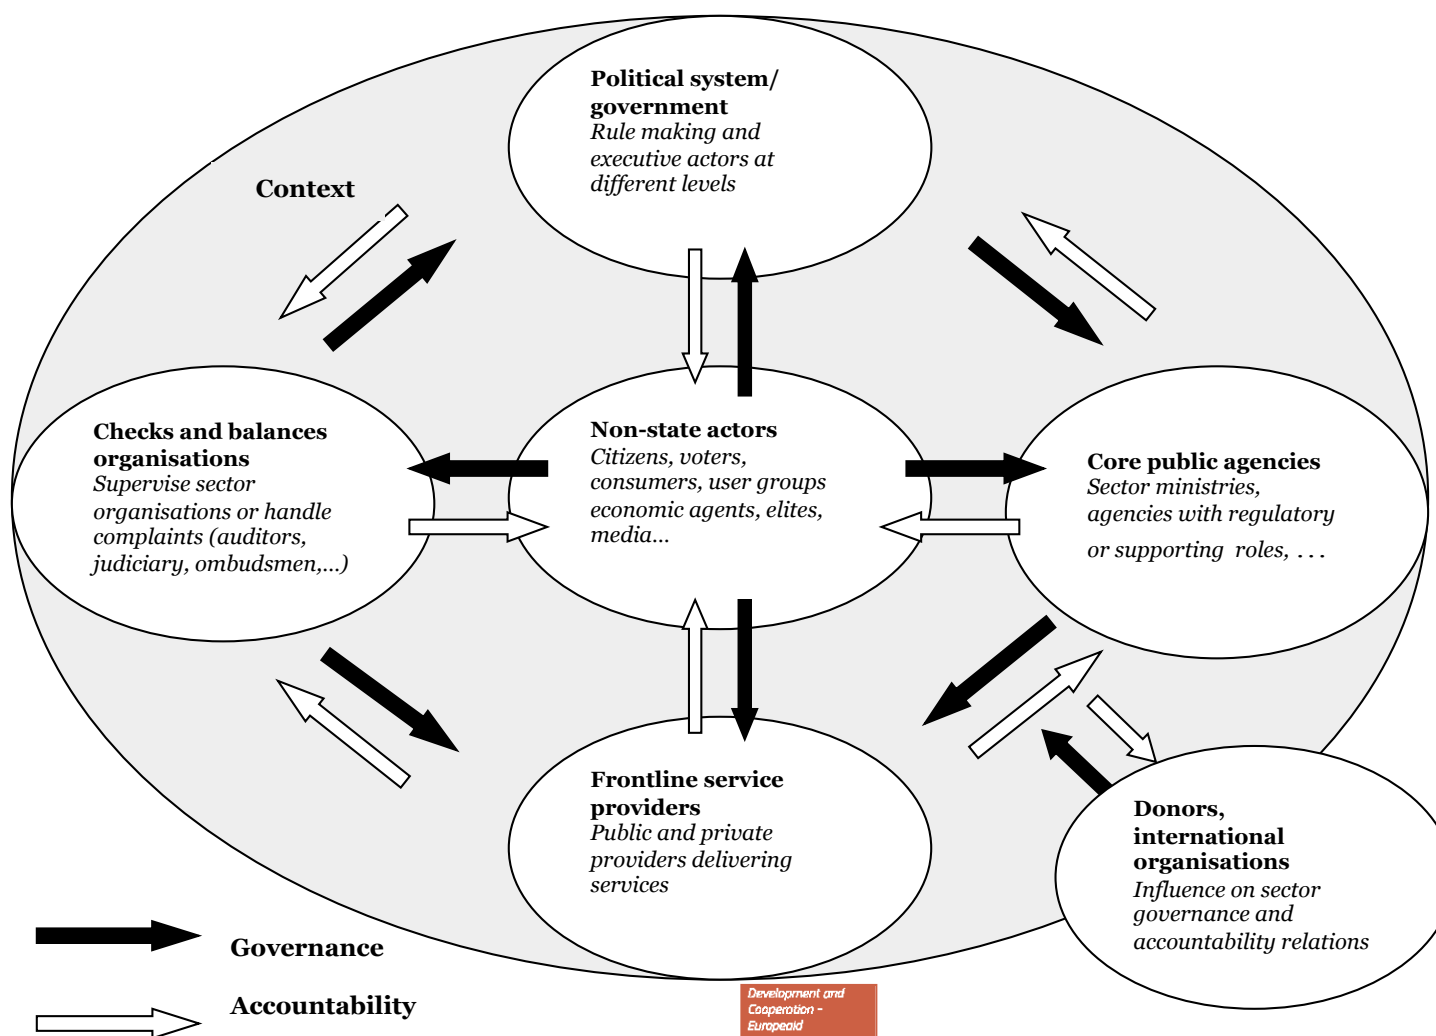 Political system/
government
Rule making and
executive actors at
different levels
Context
Checks and balances
organisations
Supervise sector
organisations or handle
complaints (auditors,
judiciary, ombudsmen,...)
Non-state actors
Citizens, voters,
consumers, user groups
economic agents, elites,
media...
Core public agencies
Sector ministries,
agencies with regulatory
or supporting roles, ...
Frontline service
providers
Public and private
providers delivering
services
Donors,
international
organisations
Influence on sector
governance and
accountability relations
Governance
Accountability
Development and
Cooperation -
Europeaid